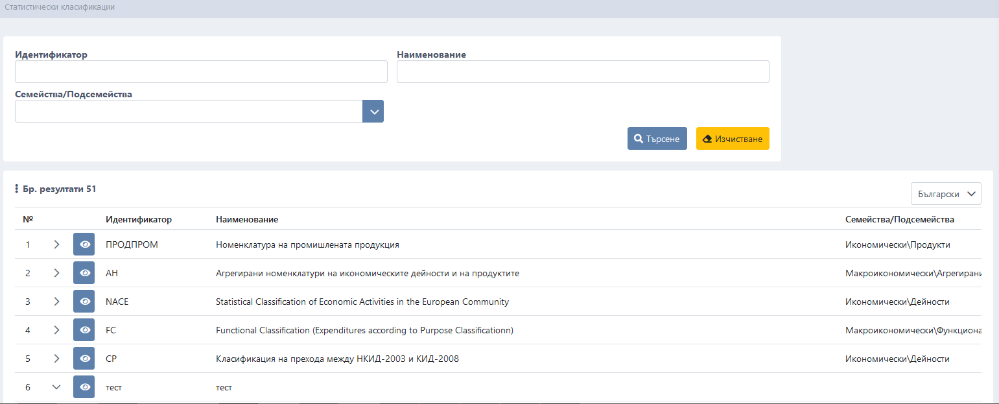 Статистически класификации
Идентификатор Наименование
Семейства/Подсемейства
Търсене Изчистване
Бр. резултати 51
Български
№ Идентификатор Наименование Семейства/Подсемейства
1 ПРОДПРОМ Номенклатура на промишлената продукция Икономически\Продукти
2 АН Агрегирани номенклатури на икономическите дейности и на продуктите Макроикономически\Агрегирани
3 NACE Statistical Classification of Economic Activities in the European Community Икономически\Дейности
4 FC Functional Classification (Expenditures according to Purpose Classificationn) Макроикономически\Функциона
5 CP Класификация на прехода между НКИД-2003 и КИД-2008 Икономически\Дейности
6 тест тест